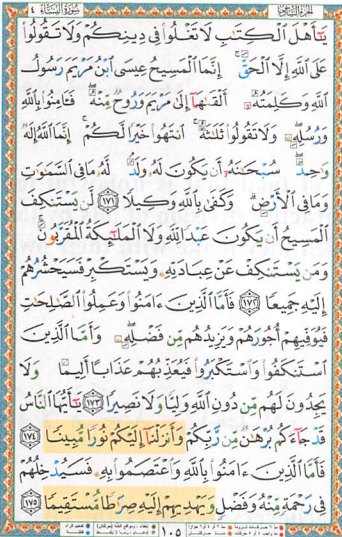 سورة النساء ٤
يَـٰٓأَهْلَ ٱلْكِتَـٰبِ لَا تَغْلُوا۟ فِى دِينِكُمْ وَلَا تَقُولُوا۟
عَلَى ٱللَّهِ إِلَّا ٱلْحَقَّ ۚ إِنَّمَا ٱلْمَسِيحُ عِيسَى ٱبْنُ مَرْيَمَ رَسُولُ
ٱللَّهِ وَكَلِمَتُهُۥٓ أَلْقَىٰهَآ إِلَىٰ مَرْيَمَ وَرُوحٌ مِّنْهُ ۖ فَـَٔامِنُوا۟ بِٱللَّهِ
وَرُسُلِهِۦ ۖ وَلَا تَقُولُوا۟ ثَلَـٰثَةٌ ۚ ٱنتَهُوا۟ خَيْرًا لَّكُمْ ۚ إِنَّمَا ٱللَّهُ إِلَـٰهٌ
وَٰحِدٌ ۖ سُبْحَـٰنَهُۥٓ أَن يَكُونَ لَهُۥ وَلَدٌ ۘ لَّهُۥ مَا فِى ٱلسَّمَـٰوَٰتِ
وَمَا فِى ٱلْأَرْضِ ۗ وَكَفَىٰ بِٱللَّهِ وَكِيلًا ١٧١ لَّن يَسْتَنكِفَ
ٱلْمَسِيحُ أَن يَكُونَ عَبْدًا لِّلَّهِ وَلَا ٱلْمَلَـٰٓئِكَةُ ٱلْمُقَرَّبُونَ ۚ
وَمَن يَسْتَنكِفْ عَنْ عِبَادَتِهِۦ وَيَسْتَكْبِرْ فَسَيَحْشُرُهُمْ
إِلَيْهِ جَمِيعًا ١٧٢ فَأَمَّا ٱلَّذِينَ ءَامَنُوا۟ وَعَمِلُوا۟ ٱلصَّـٰلِحَـٰتِ
فَيُوَفِّيهِمْ أُجُورَهُمْ وَيَزِيدُهُم مِّن فَضْلِهِۦ ۖ وَأَمَّا ٱلَّذِينَ
ٱسْتَنكَفُوا۟ وَٱسْتَكْبَرُوا۟ فَيُعَذِّبُهُمْ عَذَابًا أَلِيمًا وَلَا
يَجِدُونَ لَهُم مِّن دُونِ ٱللَّهِ وَلِيًّا وَلَا نَصِيرًا ١٧٣ يَـٰٓأَيُّهَا ٱلنَّاسُ
قَدْ جَآءَكُم بُرْهَـٰنٌ مِّن رَّبِّكُمْ وَأَنزَلْنَآ إِلَيْكُمْ نُورًا مُّبِينًا ١٧٤
فَأَمَّا ٱلَّذِينَ ءَامَنُوا۟ بِٱللَّهِ وَٱعْتَصَمُوا۟ بِهِۦ فَسَيُدْخِلُهُمْ
فِى رَحْمَةٍ مِّنْهُ وَفَضْلٍ وَيَهْدِيهِمْ إِلَيْهِ صِرَٰطًا مُّسْتَقِيمًا ١٧٥
١٠٥